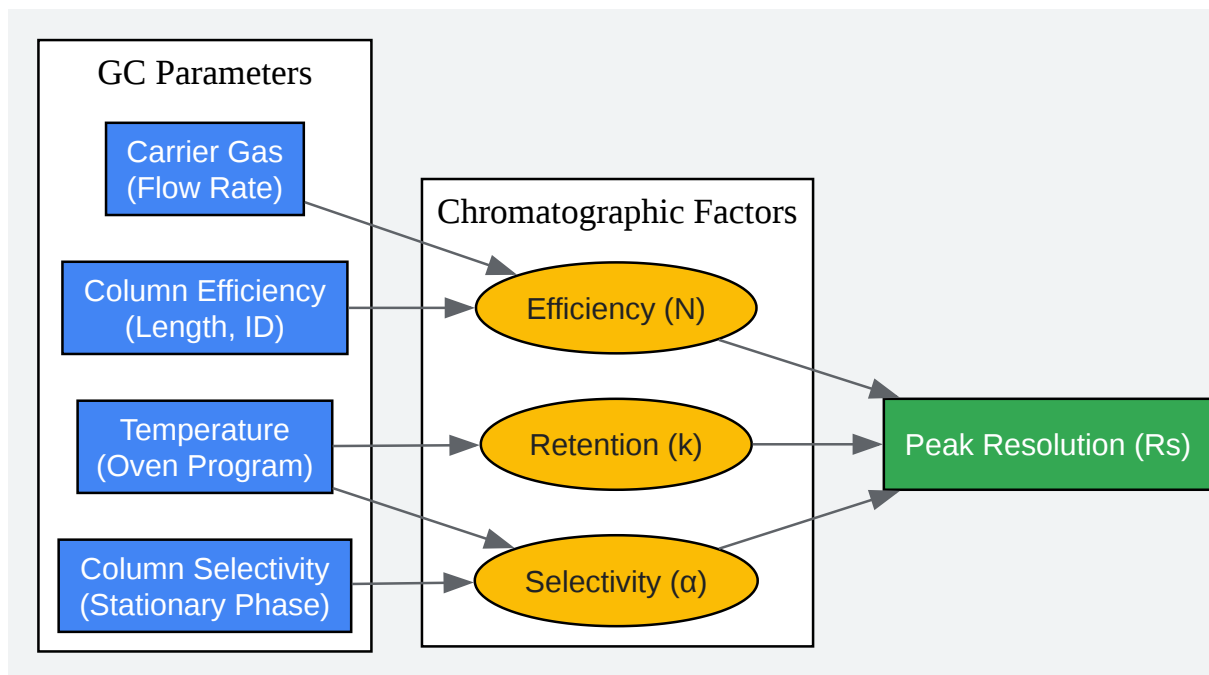 GC Parameters
Carrier Gas
(Flow Rate)
Column Efficiency
(Length, ID)
Temperature
(Oven Program)
Column Selectivity
(Stationary Phase)
Chromatographic Factors
Efficiency (N)
Retention (k)
Selectivity (α)
Peak Resolution (Rs)